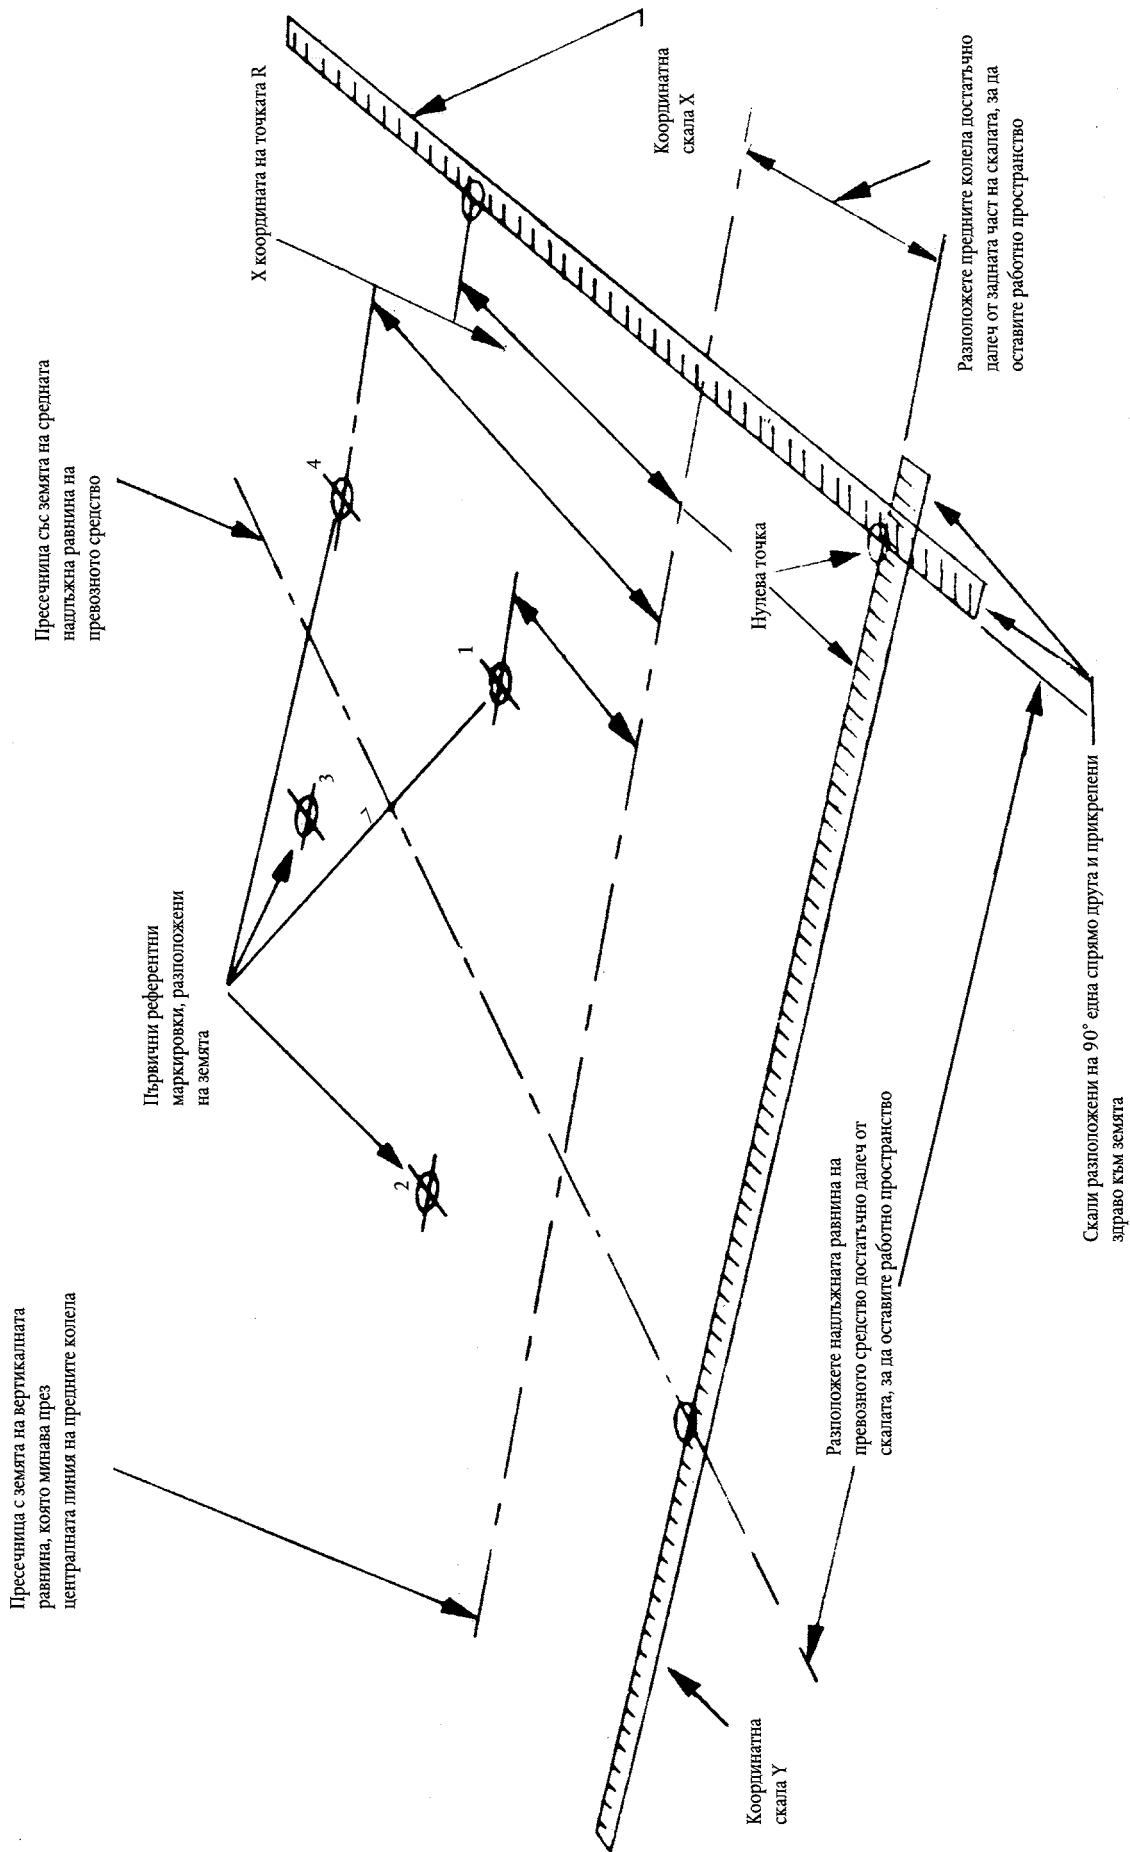 Пресечница с земята на вертикалната
равнина, която минава през
централната линия на предните колела
Първични референтни
маркировки, разположени
на земята
Пресечница със земята на средната
надлъжна равнина на
превозното средство
X координата на точката R
2
3
4
1
7
Координатна
скала X
Нулева точка
Разположете предните колела достатъчно
далеч от задната част на скалата, за да
оставите работно пространство
Координатна
скала Y
Разположете надлъжната равнина на
превозното средство достатъчно далеч от
скалата, за да оставите работно пространство
Скали разположени на 90° една спрямо друга и прикрепени
здраво към земята